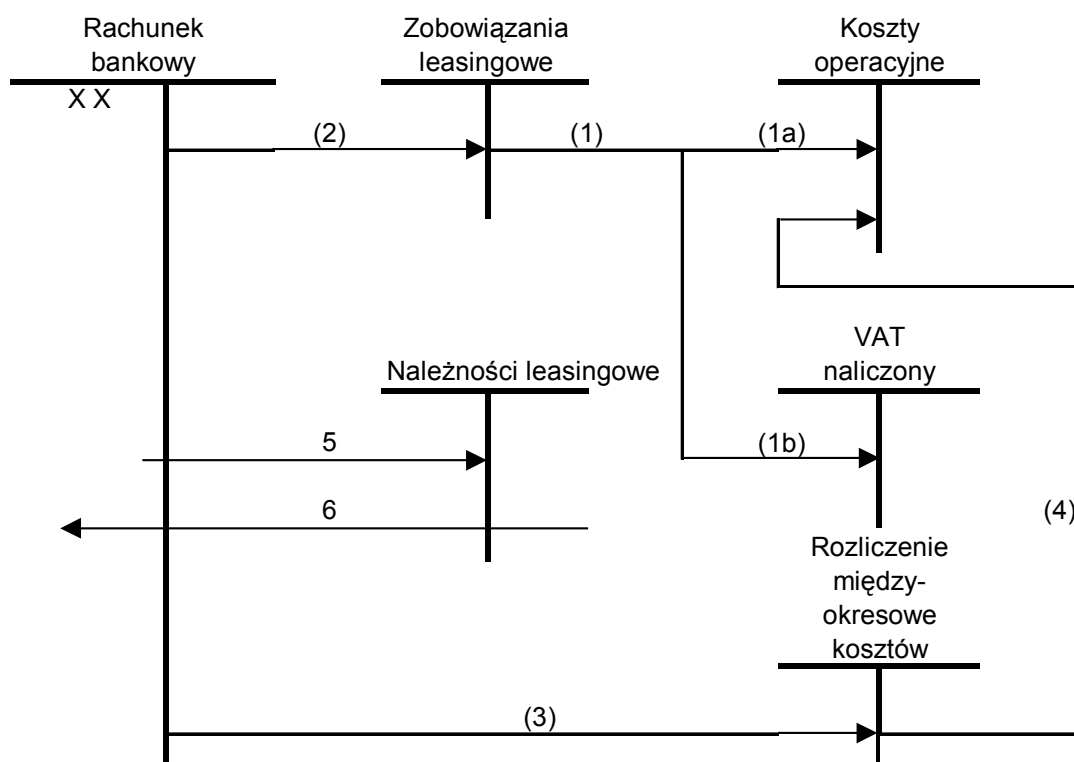 Rachunek
bankowy
Zobowiązania
leasingowe
Koszty
operacyjne
X X
(2)
(1)
(1a)
Należności leasingowe
VAT
naliczony
5
(1b)
6
(4)
Rozliczenie
między-
okresowe
kosztów
(3)